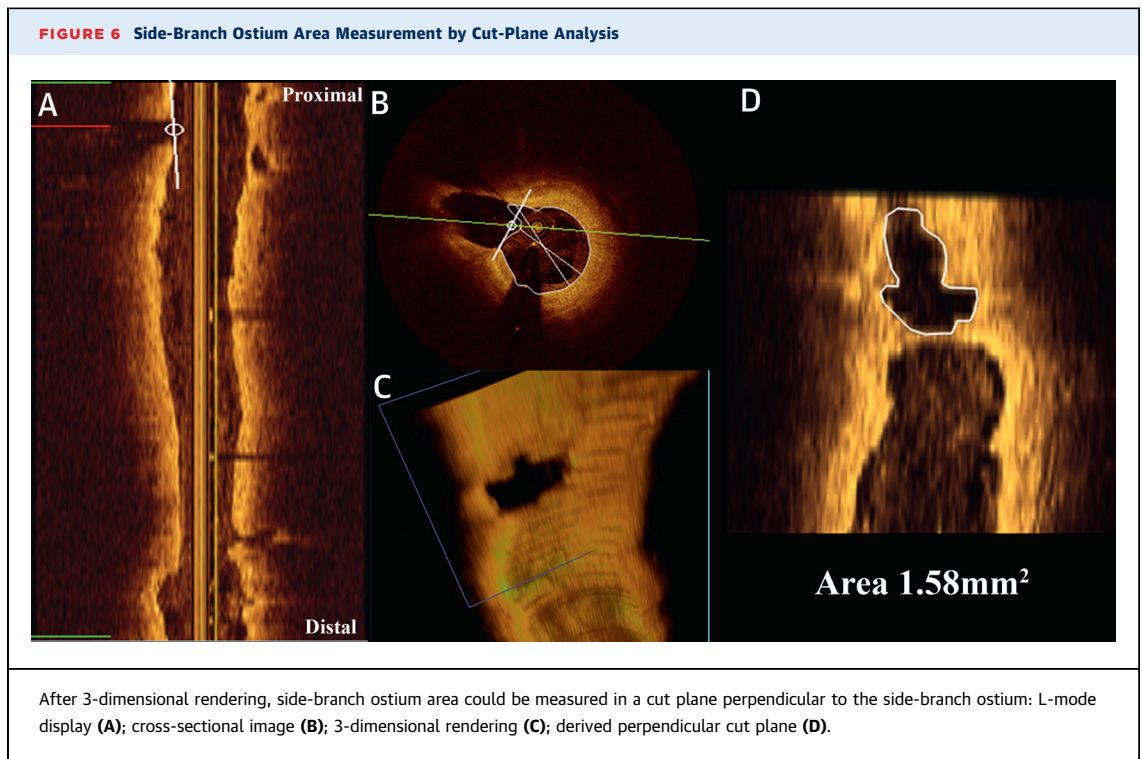 FIGURE 6 Side-Branch Ostium Area Measurement by Cut-Plane Analysis
A
Proximal
Distal
B
C
D
Area 1.58mm²
After 3-dimensional rendering, side-branch ostium area could be measured in a cut plane perpendicular to the side-branch ostium: L-mode
display (A); cross-sectional image (B); 3-dimensional rendering (C); derived perpendicular cut plane (D).